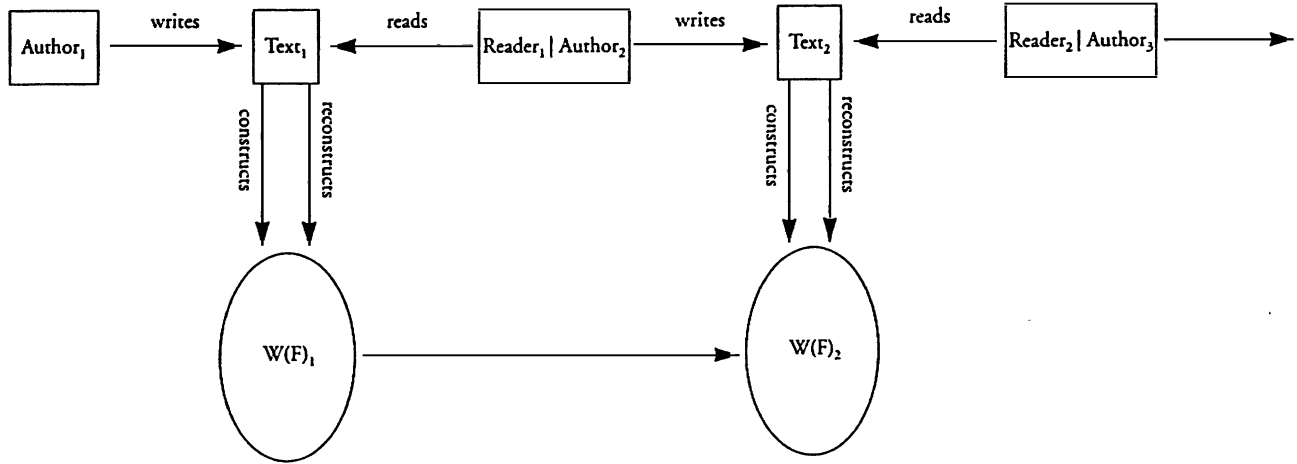 writes
reads
writes
reads
Author₁
Text₁
Reader₁ | Author₂
Text₂
Reader₂ | Author₃
constructs
reconstructs
constructs
reconstructs
W(F)₁
W(F)₂